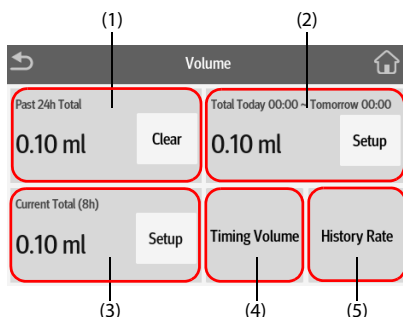 (1) (2)
Volume
Past 24h Total
0.10 ml Clear
Total Today 00:00 ~ Tomorrow 00:00
0.10 ml Setup
Current Total (8h)
0.10 ml Setup
Timing Volume
History Rate
(3) (4) (5)